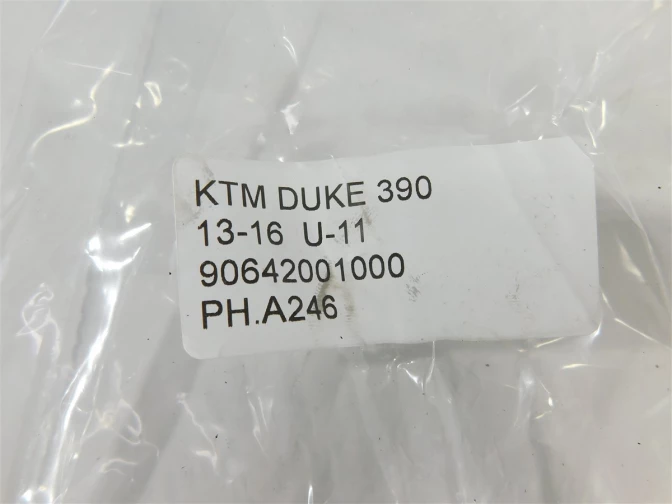 KTM DUKE 390
13-16 U-11
90642001000
PH.A246